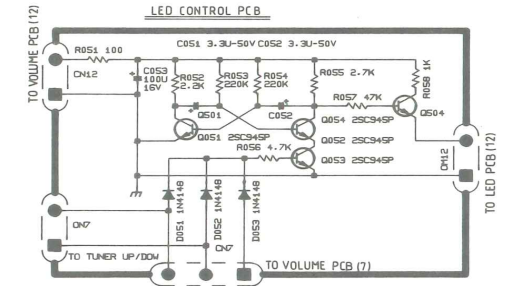 LED CONTROL PCB
TO VOLUME PCB (12)
R051 100
C051 3.3U-50V C052 3.3U-50V
CN12
C053
100U
16V
R052
2.2K
R053
220K
R054
220K
R055 2.7K
R058 1K
R057 47K
Q501
C052
Q504
Q051 2SC945P
Q054 2SC945P
Q052 2SC945P
R056 4.7K
Q053 2SC945P
CM12
TO LED PCB (12)
D051 1N4148
D052 1N4148
D053 1N4148
CN7
CN7
TO TUNER UP/DOW
TO VOLUME PCB (7)